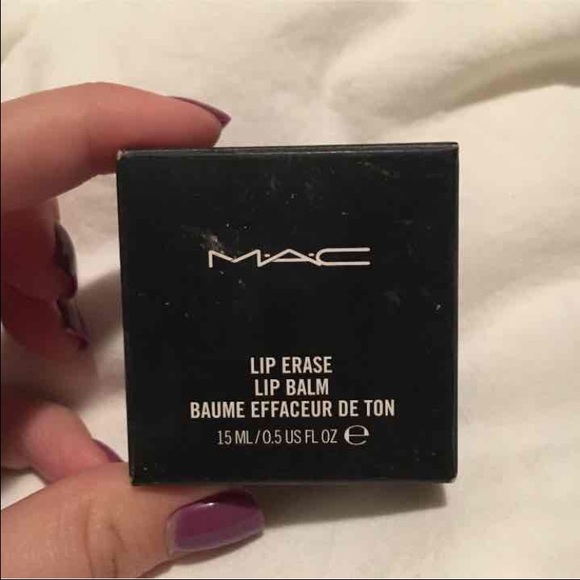 M·A·C
LIP ERASE
LIP BALM
BAUME EFFACEUR DE TON
15 ML/0.5 US FL OZ ℮